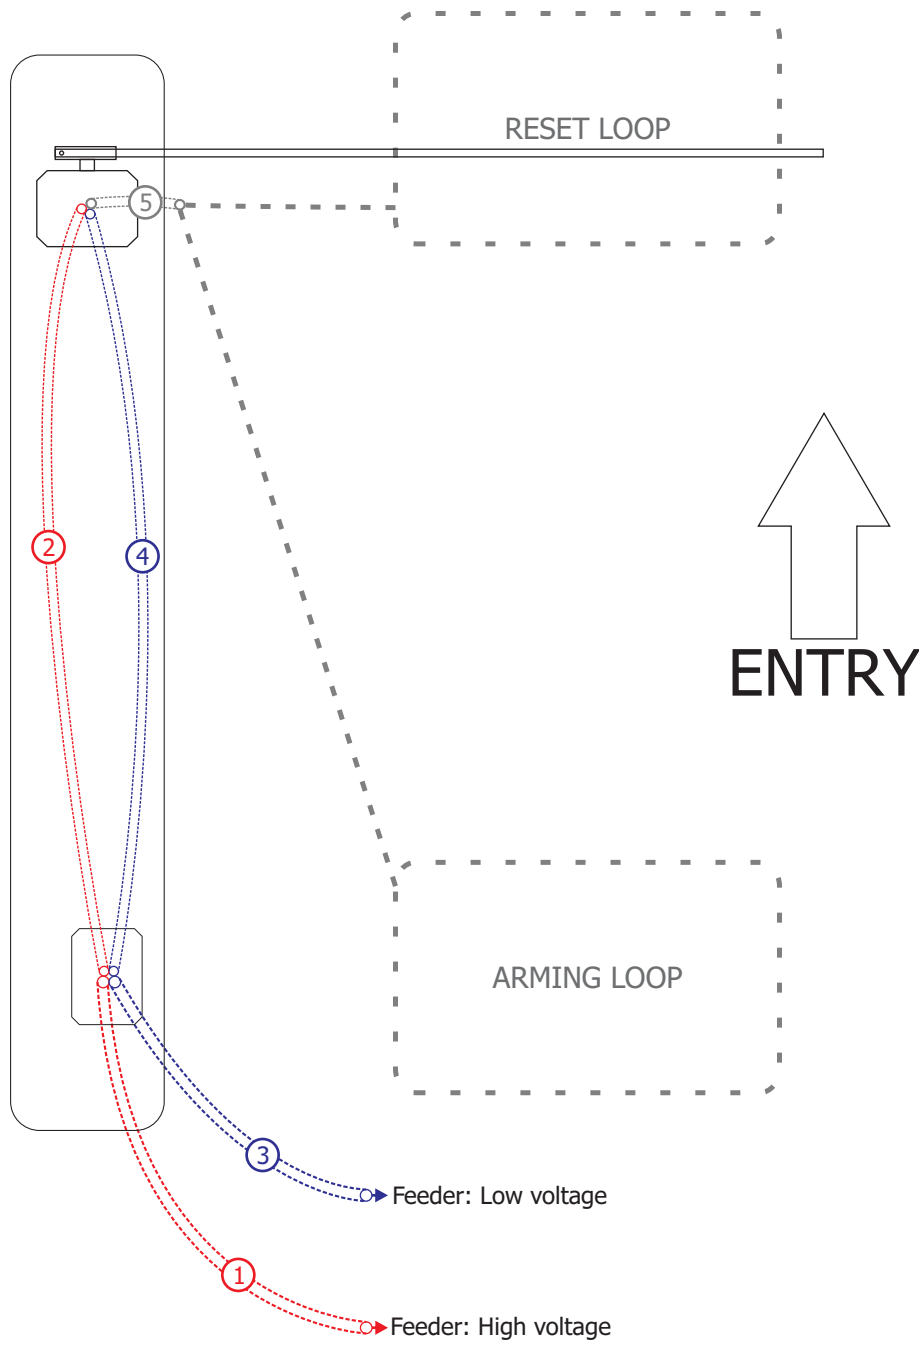 RESET LOOP
5
2
4
ENTRY
ARMING LOOP
3
Feeder: Low voltage
1
Feeder: High voltage